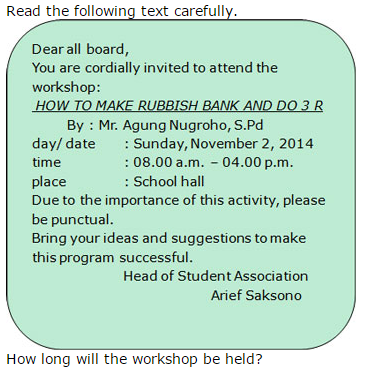 Read the following text carefully.
Dear all board,
You are cordially invited to attend the
workshop:
HOW TO MAKE RUBBISH BANK AND DO 3 R
By : Mr. Agung Nugroho, S.Pd
day/ date : Sunday, November 2, 2014
time : 08.00 a.m. – 04.00 p.m.
place : School hall
Due to the importance of this activity, please
be punctual.
Bring your ideas and suggestions to make
this program successful.
Head of Student Association
Arief Saksono
How long will the workshop be held?